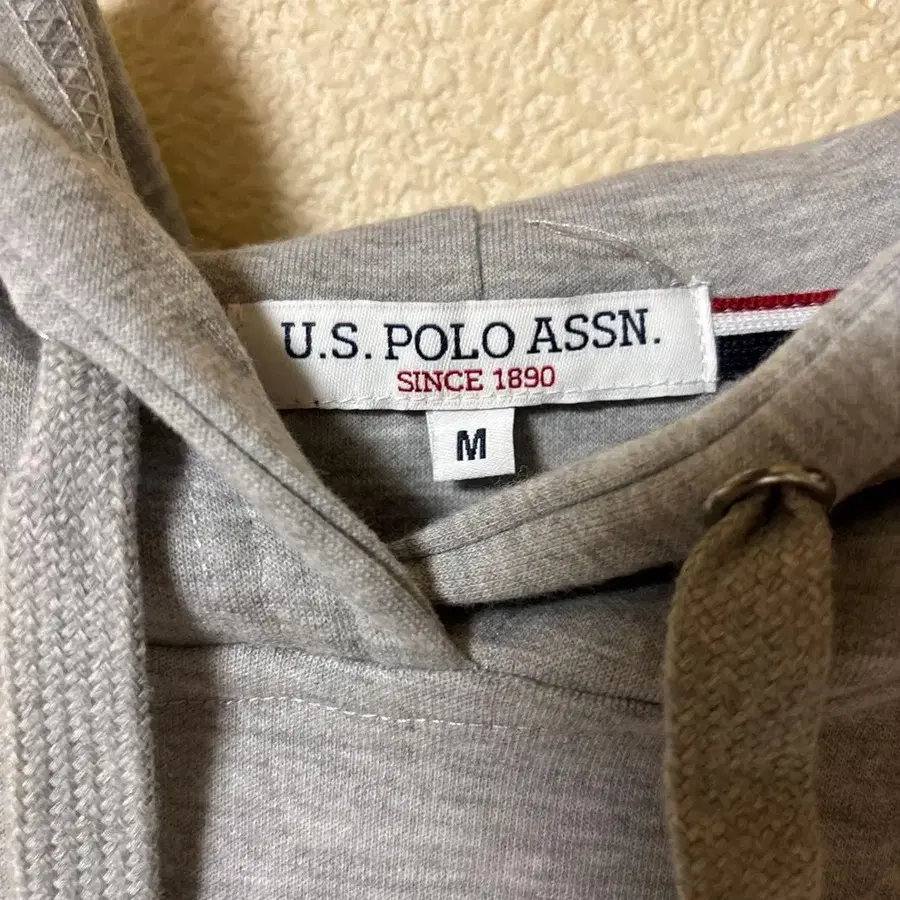 U.S. POLO ASSN.
SINCE 1890
M